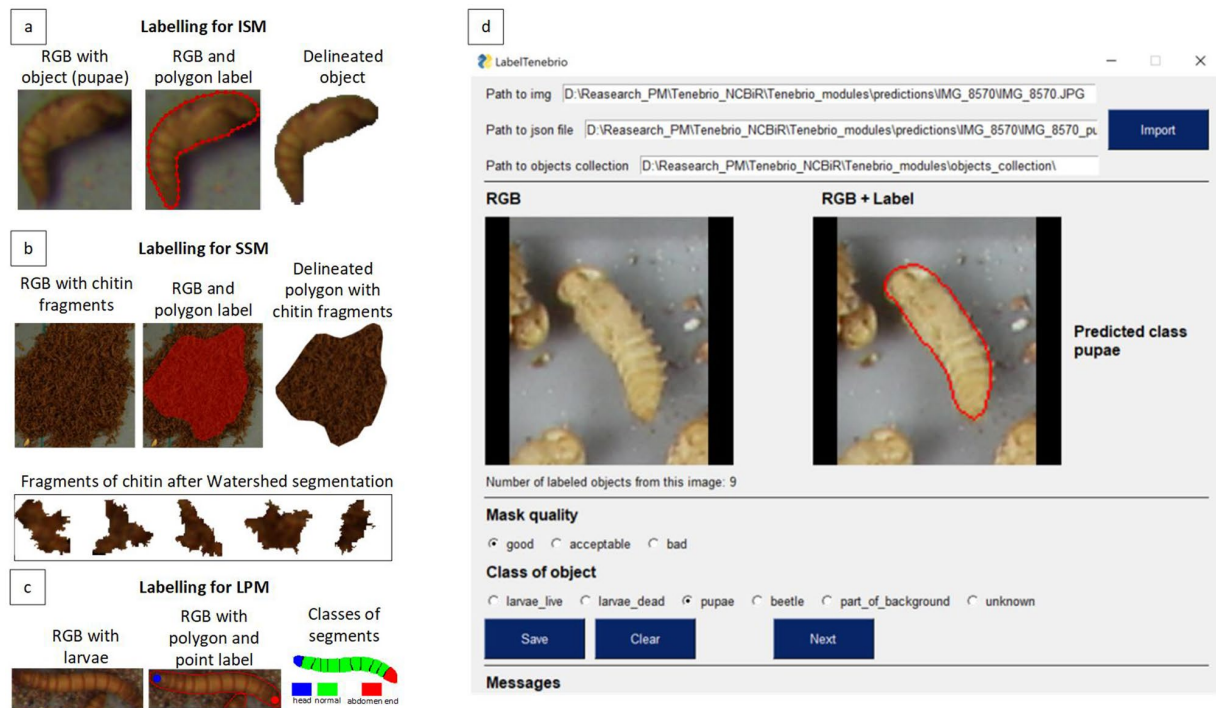 a
Labelling for ISM
RGB with
object (pupae)
RGB and
polygon label
Delineated
object
b
Labelling for SSM
RGB with chitin
fragments
RGB and
polygon label
Delineated
polygon with
chitin fragments
Fragments of chitin after Watershed segmentation
c
Labelling for LPM
RGB with
larvae
RGB with
polygon and
point label
Classes of
segments
head normal abdomen end
d
LabelTenebrio
Path to img D:\Reasearch_PM\Tenebrio_NCBiR\Tenebrio_modules\predictions\IMG_8570\IMG_8570.JPG
Path to json file D:\Reasearch_PM\Tenebrio_NCBiR\Tenebrio_modules\predictions\IMG_8570\IMG_8570_pu
Import
Path to objects collection D:\Reasearch_PM\Tenebrio_NCBiR\Tenebrio_modules\objects_collection\
RGB
RGB + Label
Predicted class
pupae
Number of labeled objects from this image: 9
Mask quality
good acceptable bad
Class of object
larvae_live larvae_dead pupae beetle part_of_background unknown
Save Clear Next
Messages